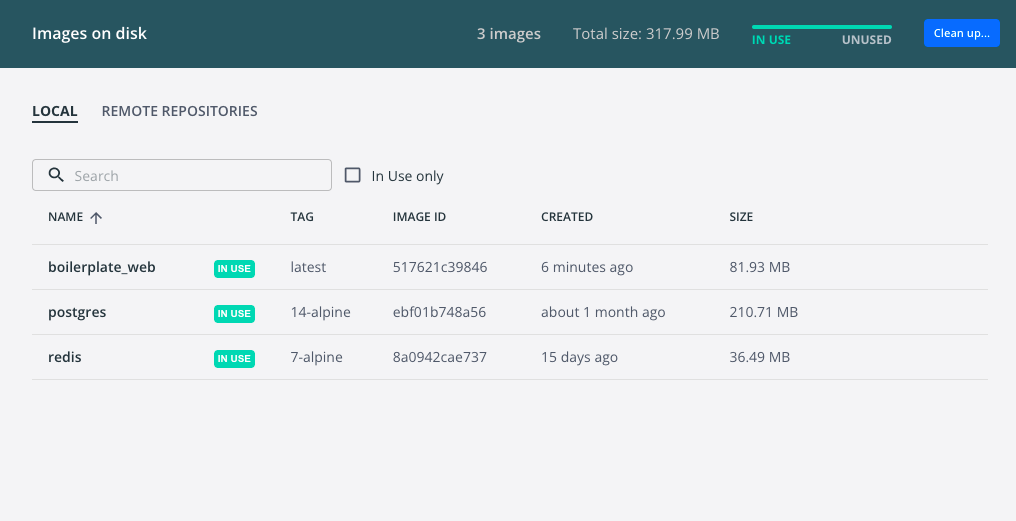 Images on disk 3 images Total size: 317.99 MB IN USE UNUSED Clean up...
LOCAL REMOTE REPOSITORIES
Search In Use only
NAME TAG IMAGE ID CREATED SIZE
boilerplate_web IN USE latest 517621c39846 6 minutes ago 81.93 MB
postgres IN USE 14-alpine ebf01b748a56 about 1 month ago 210.71 MB
redis IN USE 7-alpine 8a0942cae737 15 days ago 36.49 MB